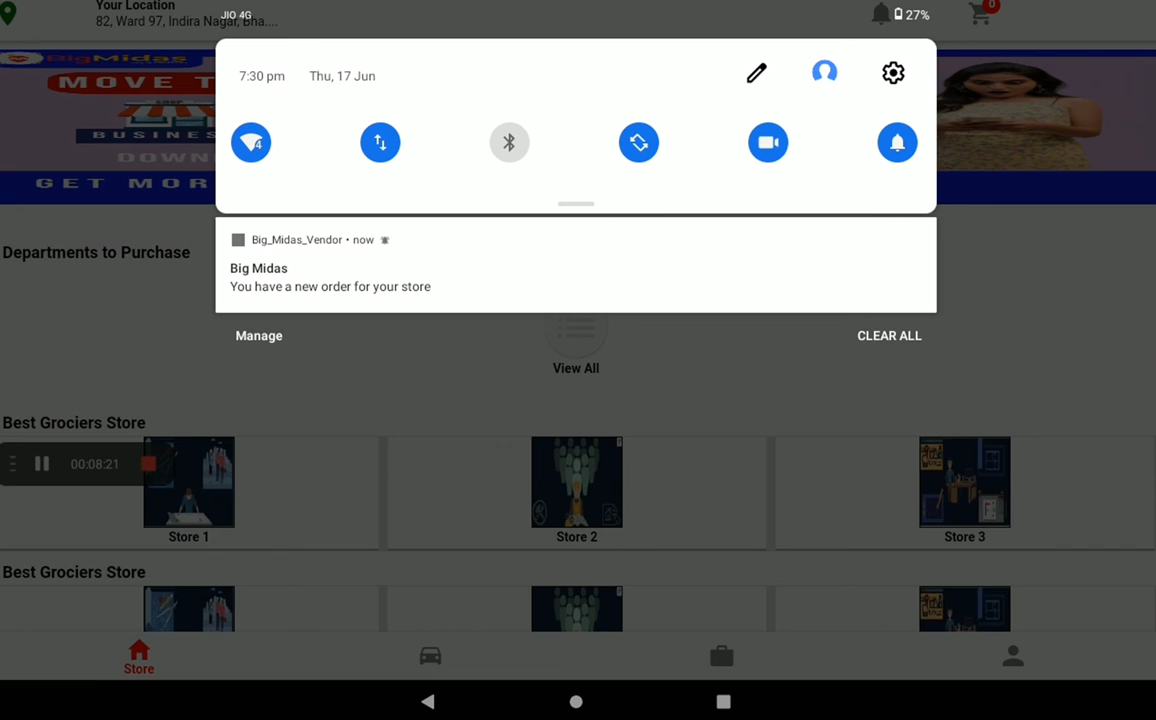 Your Location
82, Ward 97, Indira Nagar, Bha....
JIO 4G
27%
0
7:30 pm Thu, 17 Jun
BigMidas
MOVE T
BUSINES
DOWN
GET MOR
Departments to Purchase
Big_Midas_Vendor • now
Big Midas
You have a new order for your store
Manage
CLEAR ALL
View All
Best Grociers Store
00:08:21
Store 1
Store 2
Store 3
Best Grociers Store
Store